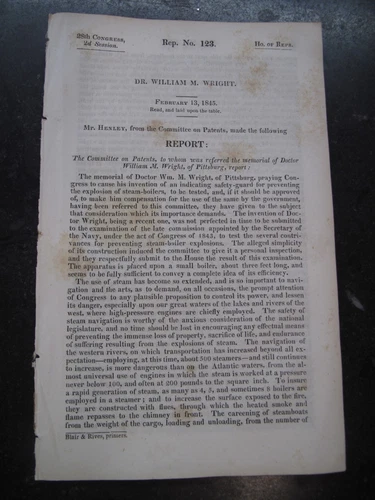 28th Congress, Rep. No. 123. Ho. of Reps.
2d Session.
DR. WILLIAM M. WRIGHT.
February 13, 1845.
Read, and laid upon the table.
Mr. Henley, from the Committee on Patents, made the following
REPORT:
The Committee on Patents, to whom was referred the memorial of Doctor
William M. Wright, of Pittsburg, report:
The memorial of Doctor Wm. M. Wright, of Pittsburg, praying Con-
gress to cause his invention of an indicating safety-guard for preventing
the explosion of steam-boilers, to be tested, and, if it should be approved
of, to make him compensation for the use of the same by the government,
having been referred to this committee, they have given to the subject
that consideration which its importance demands. The invention of Doc-
tor Wright, being a recent one, was not perfected in time to be submitted
to the examination of the late commission appointed by the Secretary of
the Navy, under the act of Congress of 1843, to test the several contri-
vances for preventing steam-boiler explosions. The alleged simplicity
of its construction induced the committee to give it a personal inspection,
and they respectfully submit to the House the result of this examination.
The apparatus is placed upon a small boiler, about three feet long, and
seems to be fully sufficient to convey a complete idea of its efficiency.
The use of steam has become so extended, and is so important to navi-
gation and the arts, as to demand, on all occasions, the prompt attention
of Congress to any plausible proposition to control its power, and lessen
its danger, especially upon our great waters of the lakes and rivers of the
west, where high-pressure engines are chiefly employed. The safety of
steam navigation is worthy of the anxious consideration of the national
legislature, and no time should be lost in encouraging any effectual means
of preventing the immense loss of property, sacrifice of life, and endurance
of suffering resulting from the explosion of steam. The navigation of
the western rivers, on which transportation has increased beyond all ex-
pectation—employing, at this time, about 500 steamers—and still continues
to increase, is more dangerous than on the Atlantic waters, from the al-
most universal use of engines in which the steam is worked at a pressure
never below 100, and often at 200 pounds to the square inch. To insure
a rapid generation of steam, as many as 4, 5, and sometimes 8 boilers are
employed in a steamer; and to increase the surface exposed to the fire,
they are constructed with flues, through which the heated smoke and
flame repasses to the chimney in front. The careening of steamboats
from the weight of the cargo, loading and unloading, from the number of
Blair & Rives, printers.